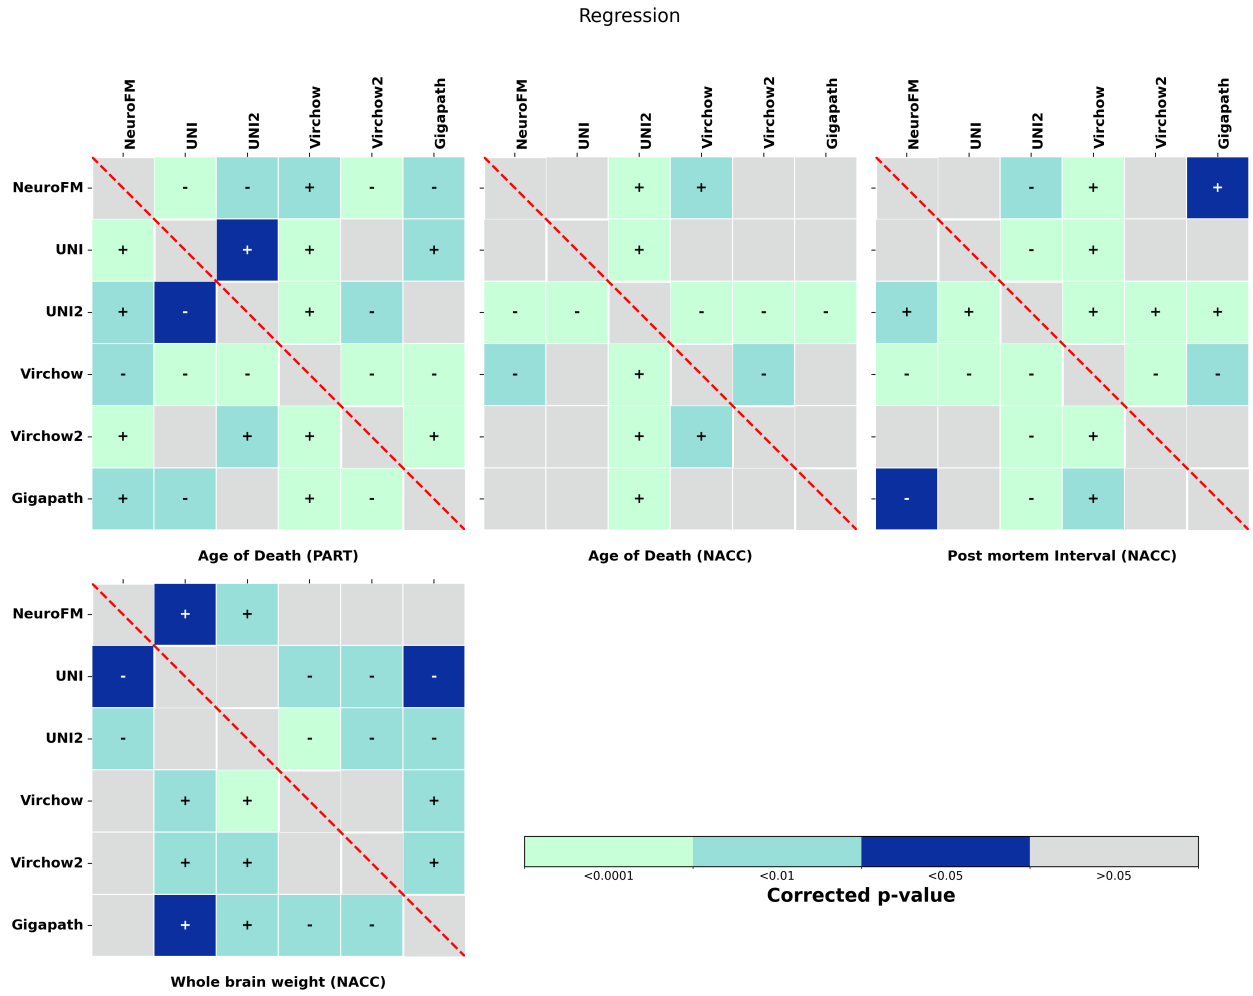 Regression
NeuroFM UNI UNI2 Virchow Virchow2 Gigapath NeuroFM UNI UNI2 Virchow Virchow2 Gigapath NeuroFM UNI UNI2 Virchow Virchow2 Gigapath
NeuroFM - - + - - + + - + +
UNI + + + + + - +
UNI2 + - + - - - - - - + + + + +
Virchow - - - - - - + - - - - - -
Virchow2 + + + + + + - +
Gigapath + - + - + - - +
Age of Death (PART) Age of Death (NACC) Post mortem Interval (NACC)
NeuroFM + +
UNI - - - -
UNI2 - - - -
Virchow + + +
Virchow2 + + +
Gigapath + + - -
Whole brain weight (NACC)
<0.0001 <0.01 <0.05 >0.05
Corrected p-value